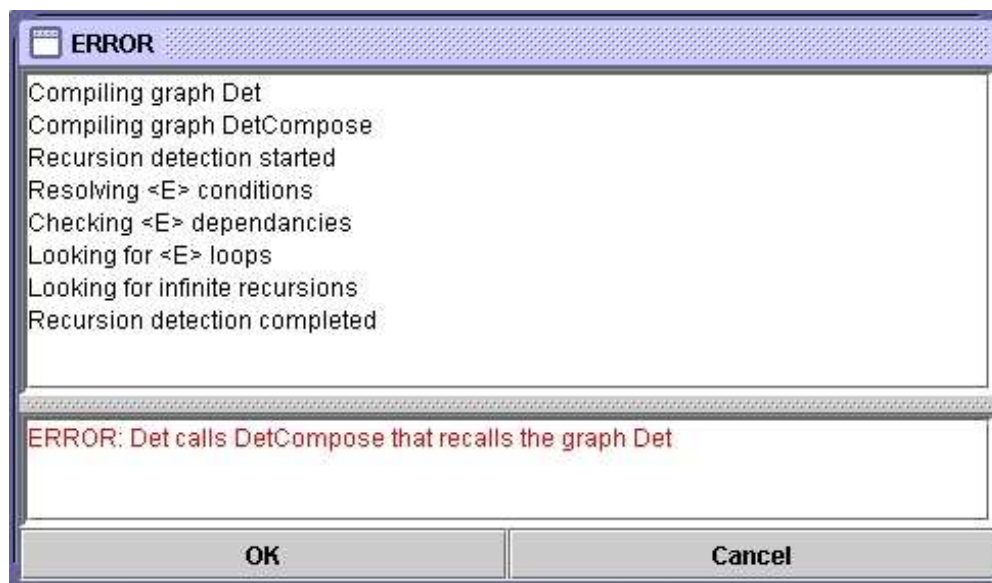 ERROR
Compiling graph Det
Compiling graph DetCompose
Recursion detection started
Resolving <E> conditions
Checking <E> dependancies
Looking for <E> loops
Looking for infinite recursions
Recursion detection completed
ERROR: Det calls DetCompose that recalls the graph Det
OK Cancel